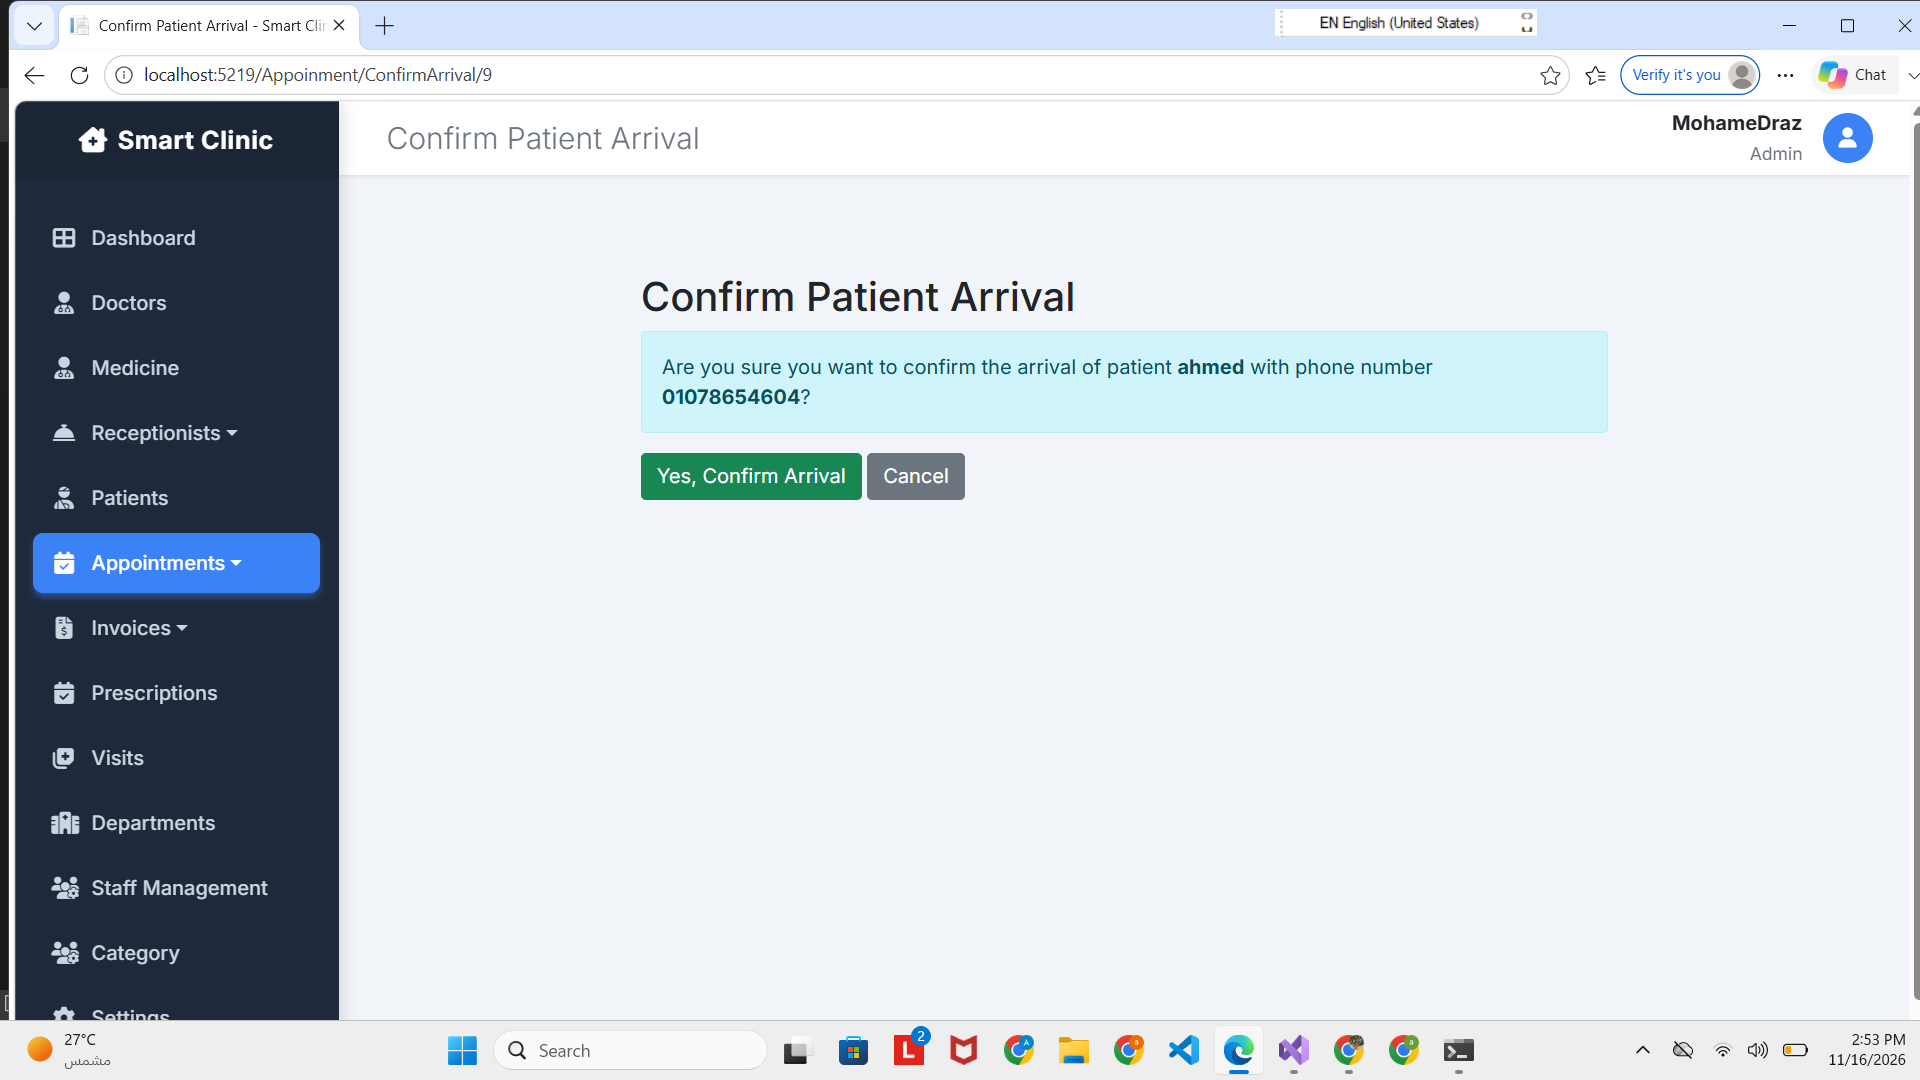 Confirm Patient Arrival - Smart Clin
EN English (United States)
localhost:5219/Appoinment/ConfirmArrival/9
Verify it's you
Chat
Smart Clinic
Confirm Patient Arrival
MohameDraz
Admin
Dashboard
Doctors
Medicine
Receptionists
Patients
Appointments
Invoices
Prescriptions
Visits
Departments
Staff Management
Category
Settings
Confirm Patient Arrival
Are you sure you want to confirm the arrival of patient ahmed with phone number
01078654604?
Yes, Confirm Arrival
Cancel
27°C
مشمس
Search
2
2:53 PM
11/16/2026